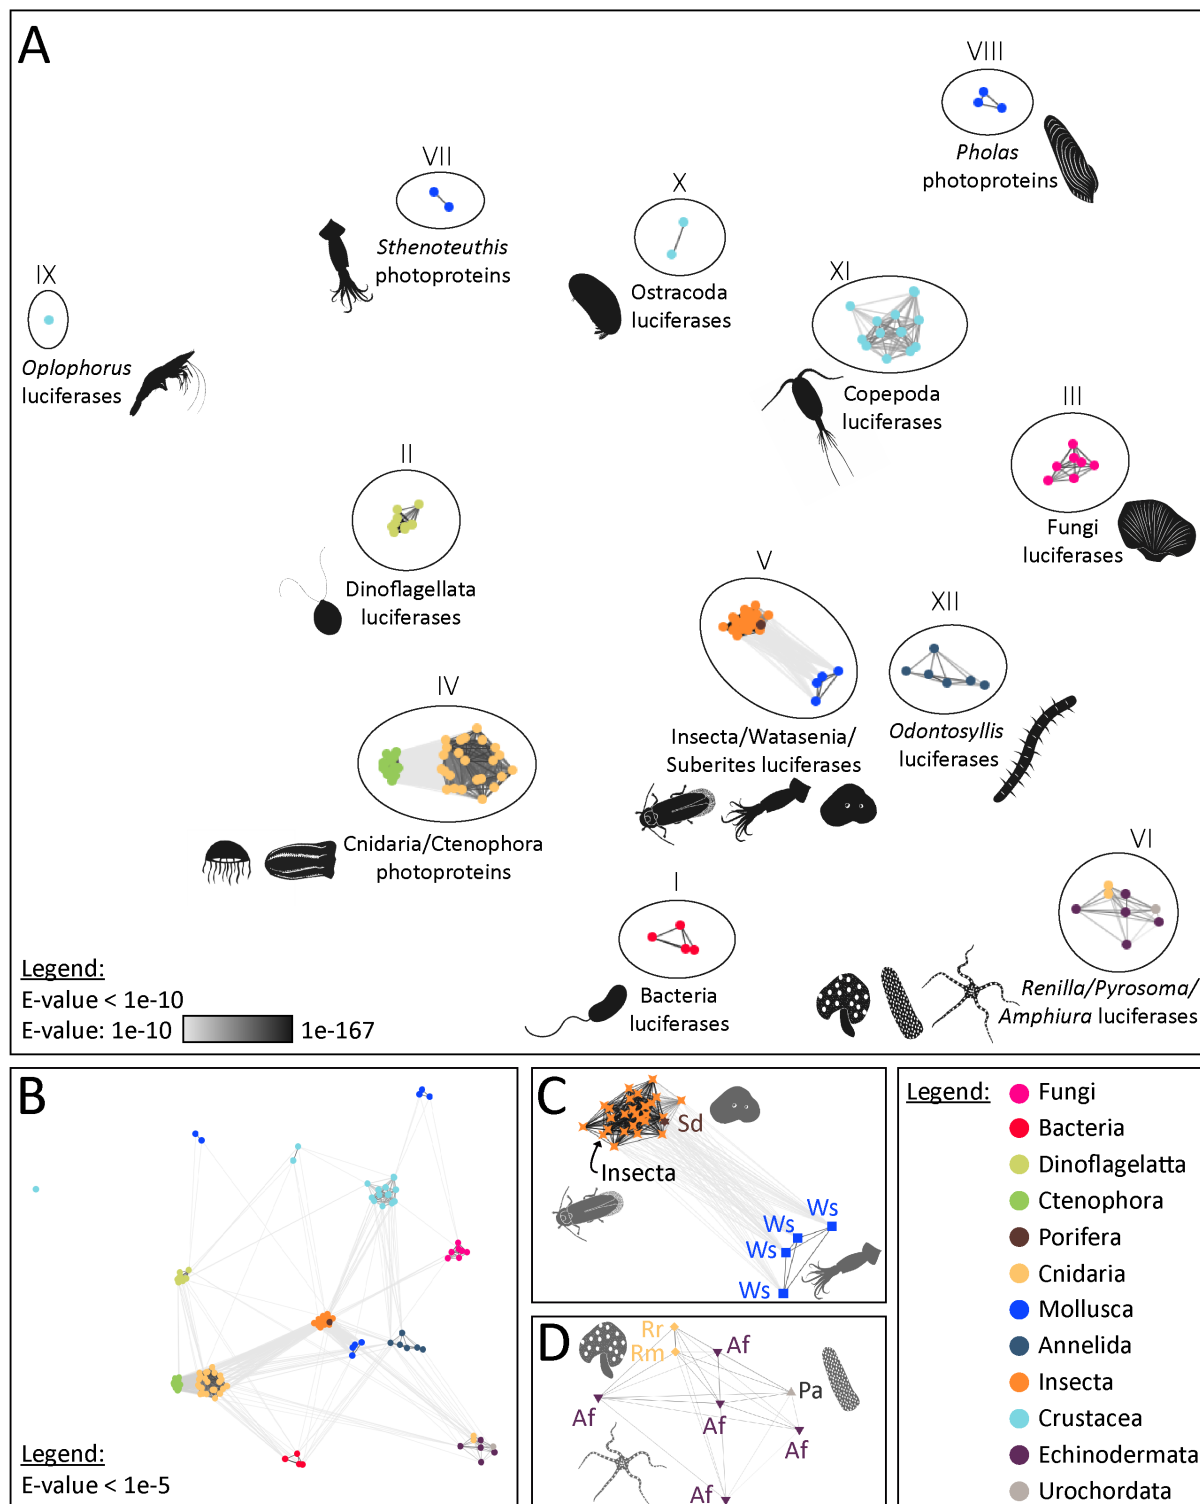 A
VIII
Pholas
photoproteins
VII
Sthenoteuthis
photoproteins
X
Ostracoda
luciferases
IX
Oplophorus
luciferases
XI
Copepoda
luciferases
III
Fungi
luciferases
II
Dinoflagellata
luciferases
V
Insecta/Watasenia/
Suberites luciferases
XII
Odontosyllis
luciferases
IV
Cnidaria/Ctenophora
photoproteins
I
Bacteria
luciferases
VI
Renilla/Pyrosoma/
Amphiura luciferases
Legend:
E-value < 1e-10
E-value: 1e-10 1e-167
B
Legend:
E-value < 1e-5
C
Sd
Insecta
Ws
Ws
Ws
Ws
D
Rr
Rm
Af
Pa
Af
Af
Af
Af
Legend:
Fungi
Bacteria
Dinoflagelatta
Ctenophora
Porifera
Cnidaria
Mollusca
Annelida
Insecta
Crustacea
Echinodermata
Urochordata